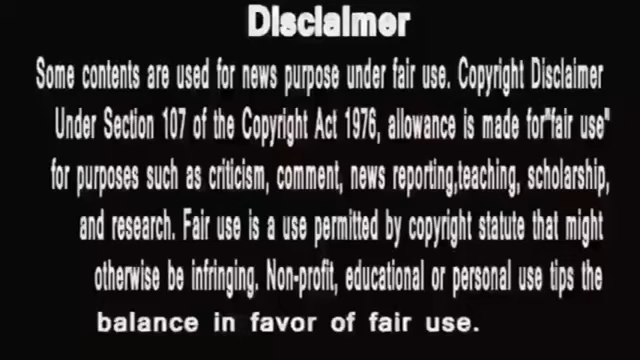 Disclaimer
Some contents are used for news purpose under fair use. Copyright Disclaimer
Under Section 107 of the Copyright Act 1976, allowance is made for"fair use"
for purposes such as criticism, comment, news reporting,teaching, scholarship,
and research. Fair use is a use permitted by copyright statute that might
otherwise be infringing. Non-profit, educational or personal use tips the
balance in favor of fair use.